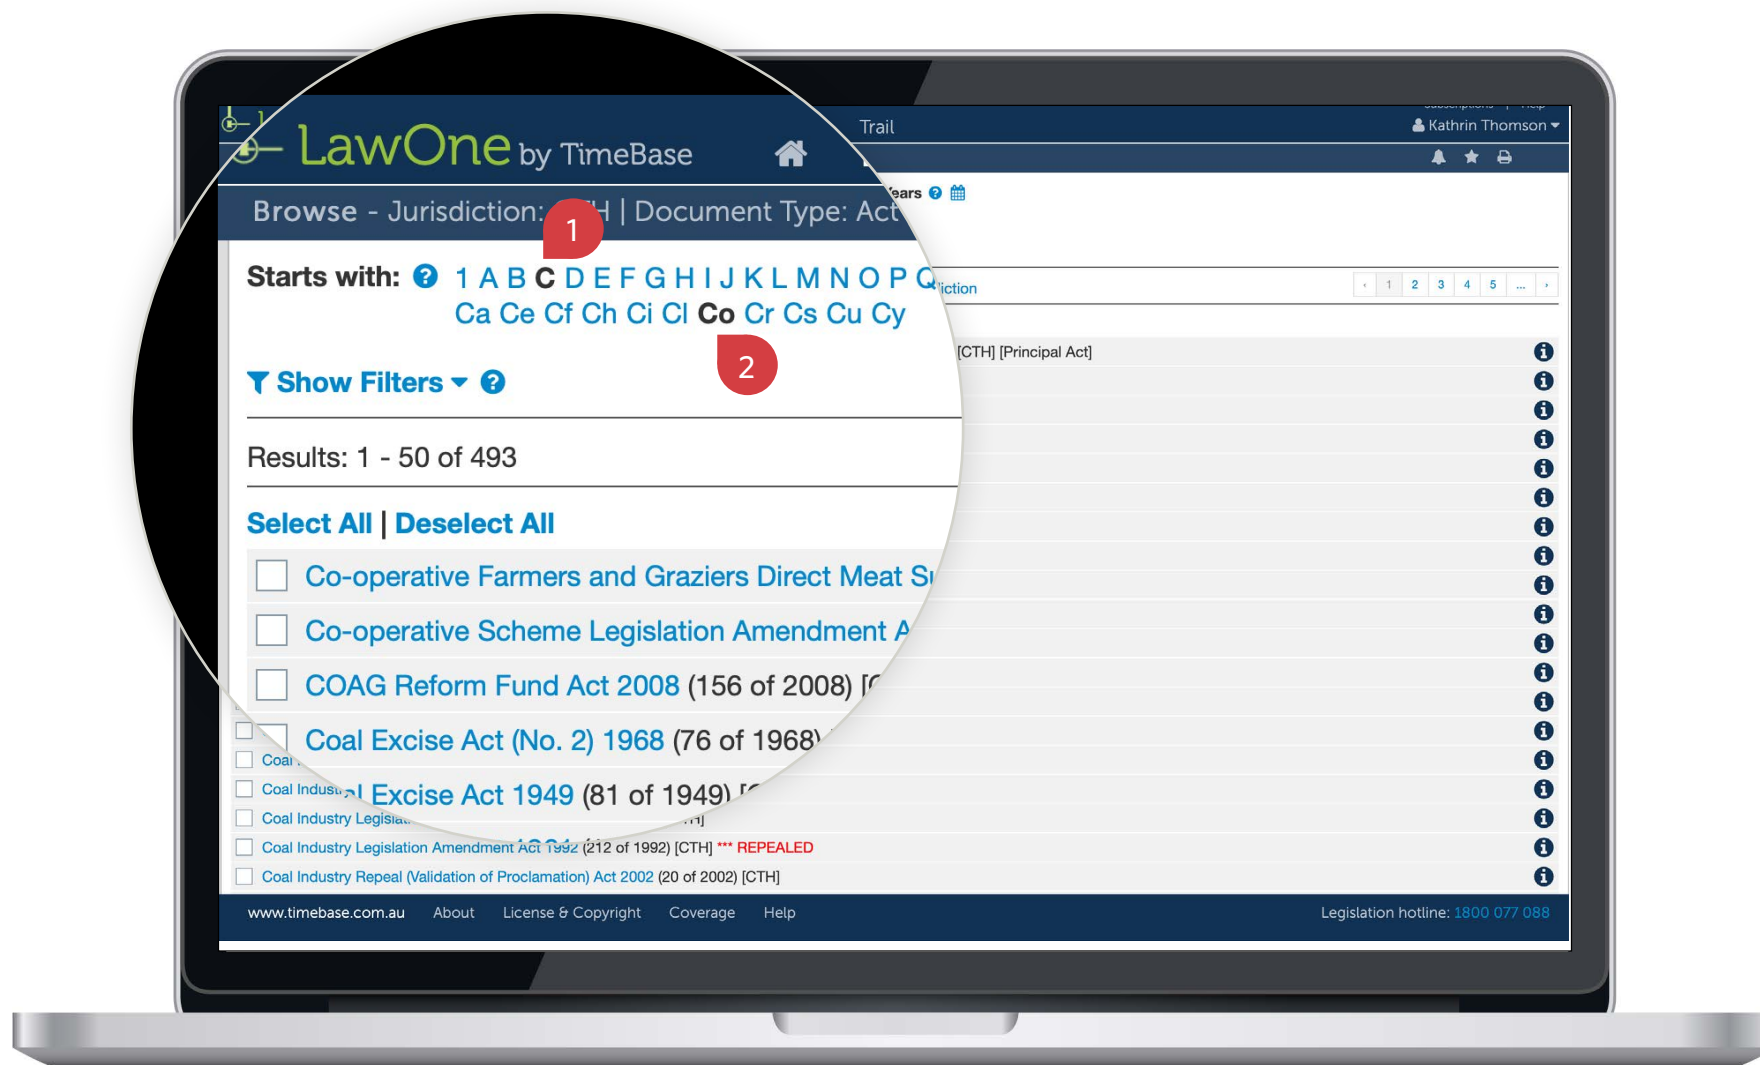 LawOne by TimeBase
Trail
Subscriptions | Help
Kathrin Thomson
Browse - Jurisdiction: | Document Type: Act
1
Starts with: ? 1 A B C D E F G H I J K L M N O P Q
Ca Ce Cf Ch Ci Cl Co Cr Cs Cu Cy
2
‹ 1 2 3 4 5 ... ›
Show Filters ?
[CTH] [Principal Act]
Results: 1 - 50 of 493
Select All | Deselect All
Co-operative Farmers and Graziers Direct Meat
Co-operative Scheme Legislation Amendment
COAG Reform Fund Act 2008 (156 of 2008)
Coal Excise Act (No. 2) 1968 (76 of 1968)
Excise Act 1949 (81 of 1949)
Coal
Coal
Coal Industry
Coal Industry Legislation Amendment Act 1992 (212 of 1992) [CTH] *** REPEALED
Coal Industry Repeal (Validation of Proclamation) Act 2002 (20 of 2002) [CTH]
www.timebase.com.au About License & Copyright Coverage Help
Legislation hotline: 1800 077 088